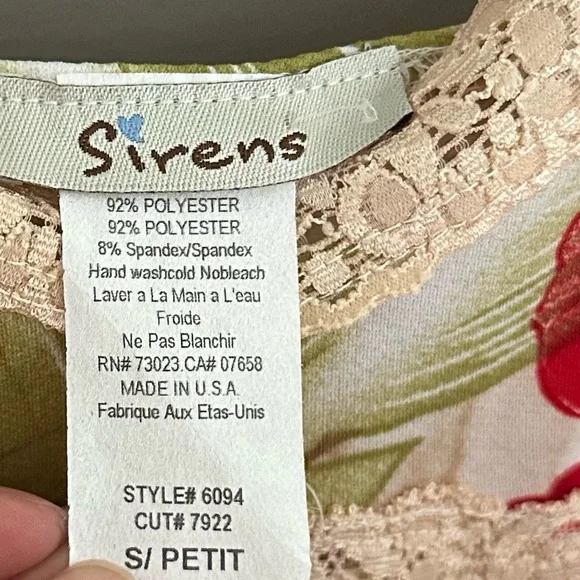 Sirens
92% POLYESTER
92% POLYESTER
8% Spandex/Spandex
Hand washcold Nobleach
Laver a La Main a L'eau
Froide
Ne Pas Blanchir
RN# 73023.CA# 07658
MADE IN U.S.A.
Fabrique Aux Etas-Unis
STYLE# 6094
CUT# 7922
S/ PETIT